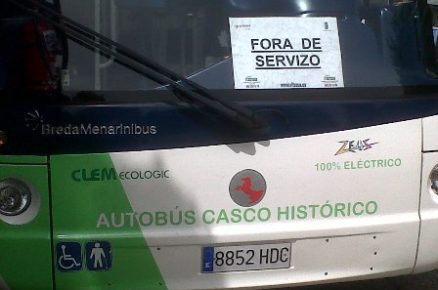 FORA DE
SERVIZO
BredaMenarinibus
CLEM ECOLOGIC
ZEUS
100% ELÉCTRICO
AUTOBÚS CASCO HISTÓRICO
8852 HDC